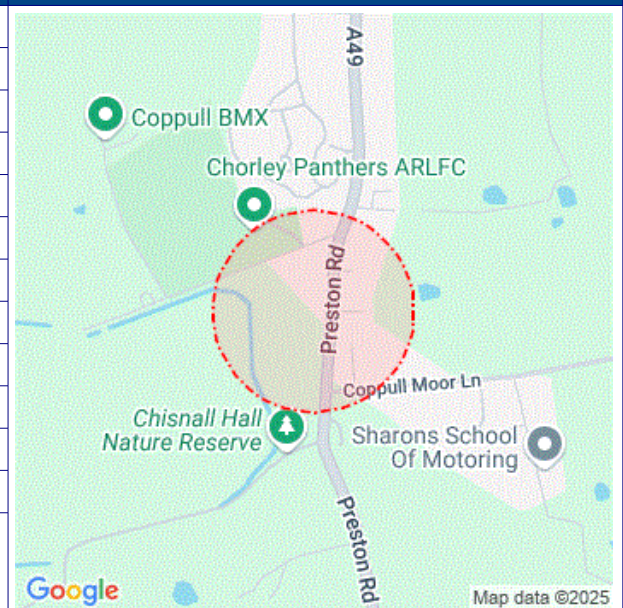 A49
Coppull BMX
Chorley Panthers ARLFC
Preston Rd
Coppull Moor Ln
Chisnall Hall
Nature Reserve
Sharons School
Of Motoring
Preston Rd
Google
Map data ©2025